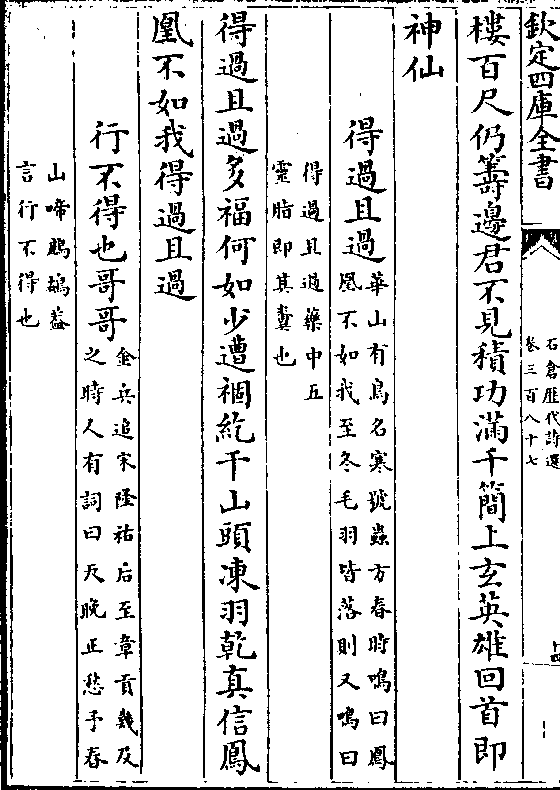 欽定四庫全書
石倉歷代詩選
卷三百八十七
樓百尺仍籌邊君不見積功滿千簡上玄英雄回首即
神仙
得過且過
華山有鳥名寒號蟲方春時鳴曰鳳
凰不如我至冬毛羽皆落則又鳴曰
得過且過藥中五
靈脂即其糞也
得過且過多福何如少遭禍紇干山頭凍羽乾真信鳳
凰不如我得過且過
行不得也哥哥
金兵追宋隆祐后至章貢幾及
之時人有詞曰天晚正愁予春
山啼鷓鴣蓋
言行不得也